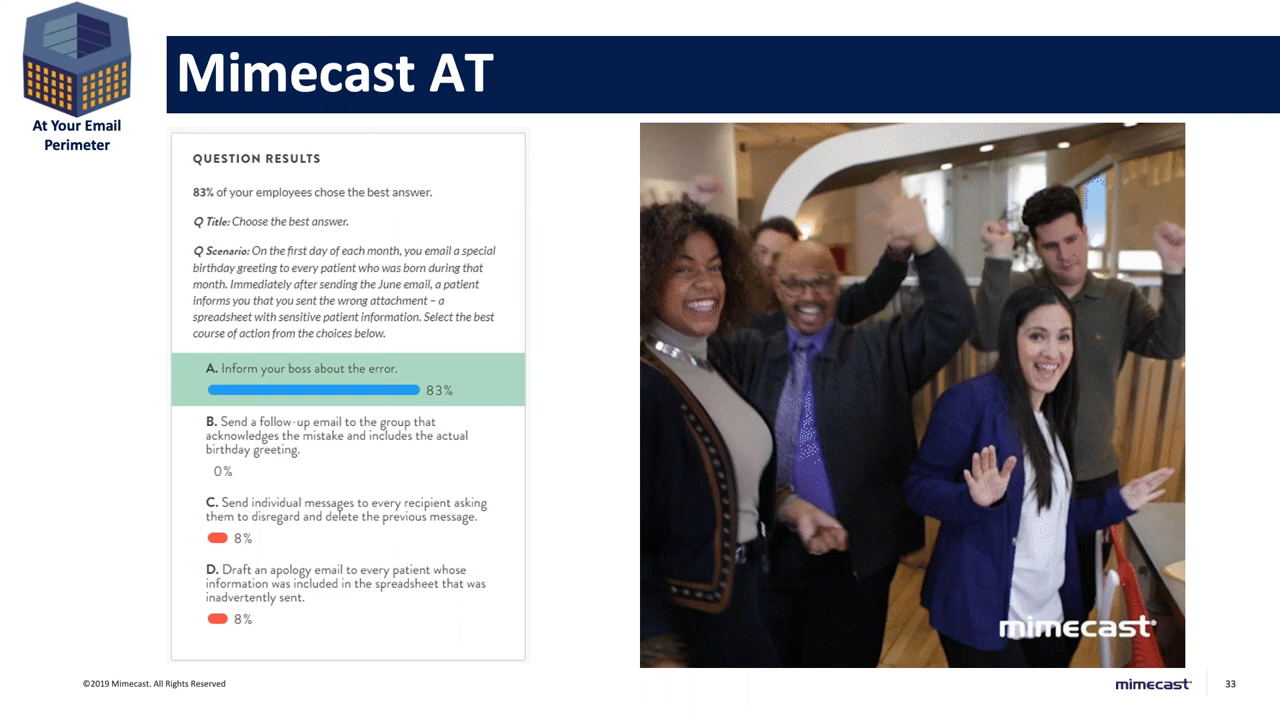 Mimecast AT
At Your Email
Perimeter
QUESTION RESULTS
83% of your employees chose the best answer.
Q Title: Choose the best answer.
Q Scenario: On the first day of each month, you email a special
birthday greeting to every patient who was born during that
month. Immediately after sending the June email, a patient
informs you that you sent the wrong attachment – a
spreadsheet with sensitive patient information. Select the best
course of action from the choices below.
A. Inform your boss about the error.
83%
B. Send a follow-up email to the group that
acknowledges the mistake and includes the actual
birthday greeting.
0%
C. Send individual messages to every recipient asking
them to disregard and delete the previous message.
8%
D. Draft an apology email to every patient whose
information was included in the spreadsheet that was
inadvertently sent.
8%
mimecast®
©2019 Mimecast. All Rights Reserved
mimecast®
33